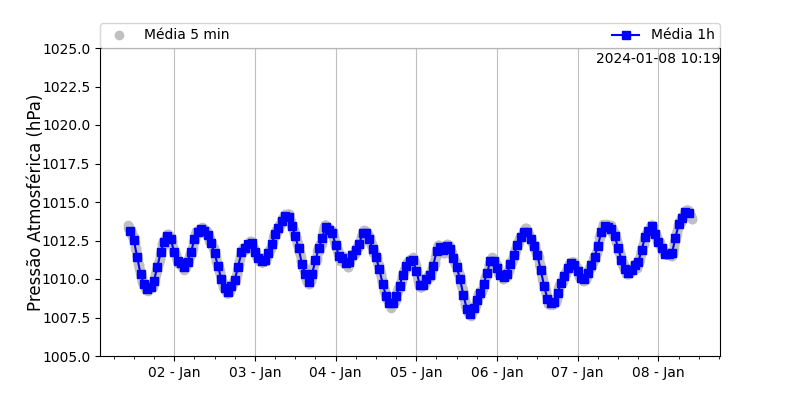 Média 5 min
Média 1h
2024-01-08 10:19
Pressão Atmosférica (hPa)
1025.0
1022.5
1020.0
1017.5
1015.0
1012.5
1010.0
1007.5
1005.0
02 - Jan
03 - Jan
04 - Jan
05 - Jan
06 - Jan
07 - Jan
08 - Jan